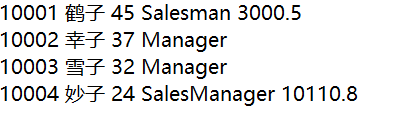 10001 鹤子 45 Salesman 3000.5
10002 幸子 37 Manager
10003 雪子 32 Manager
10004 妙子 24 SalesManager 10110.8